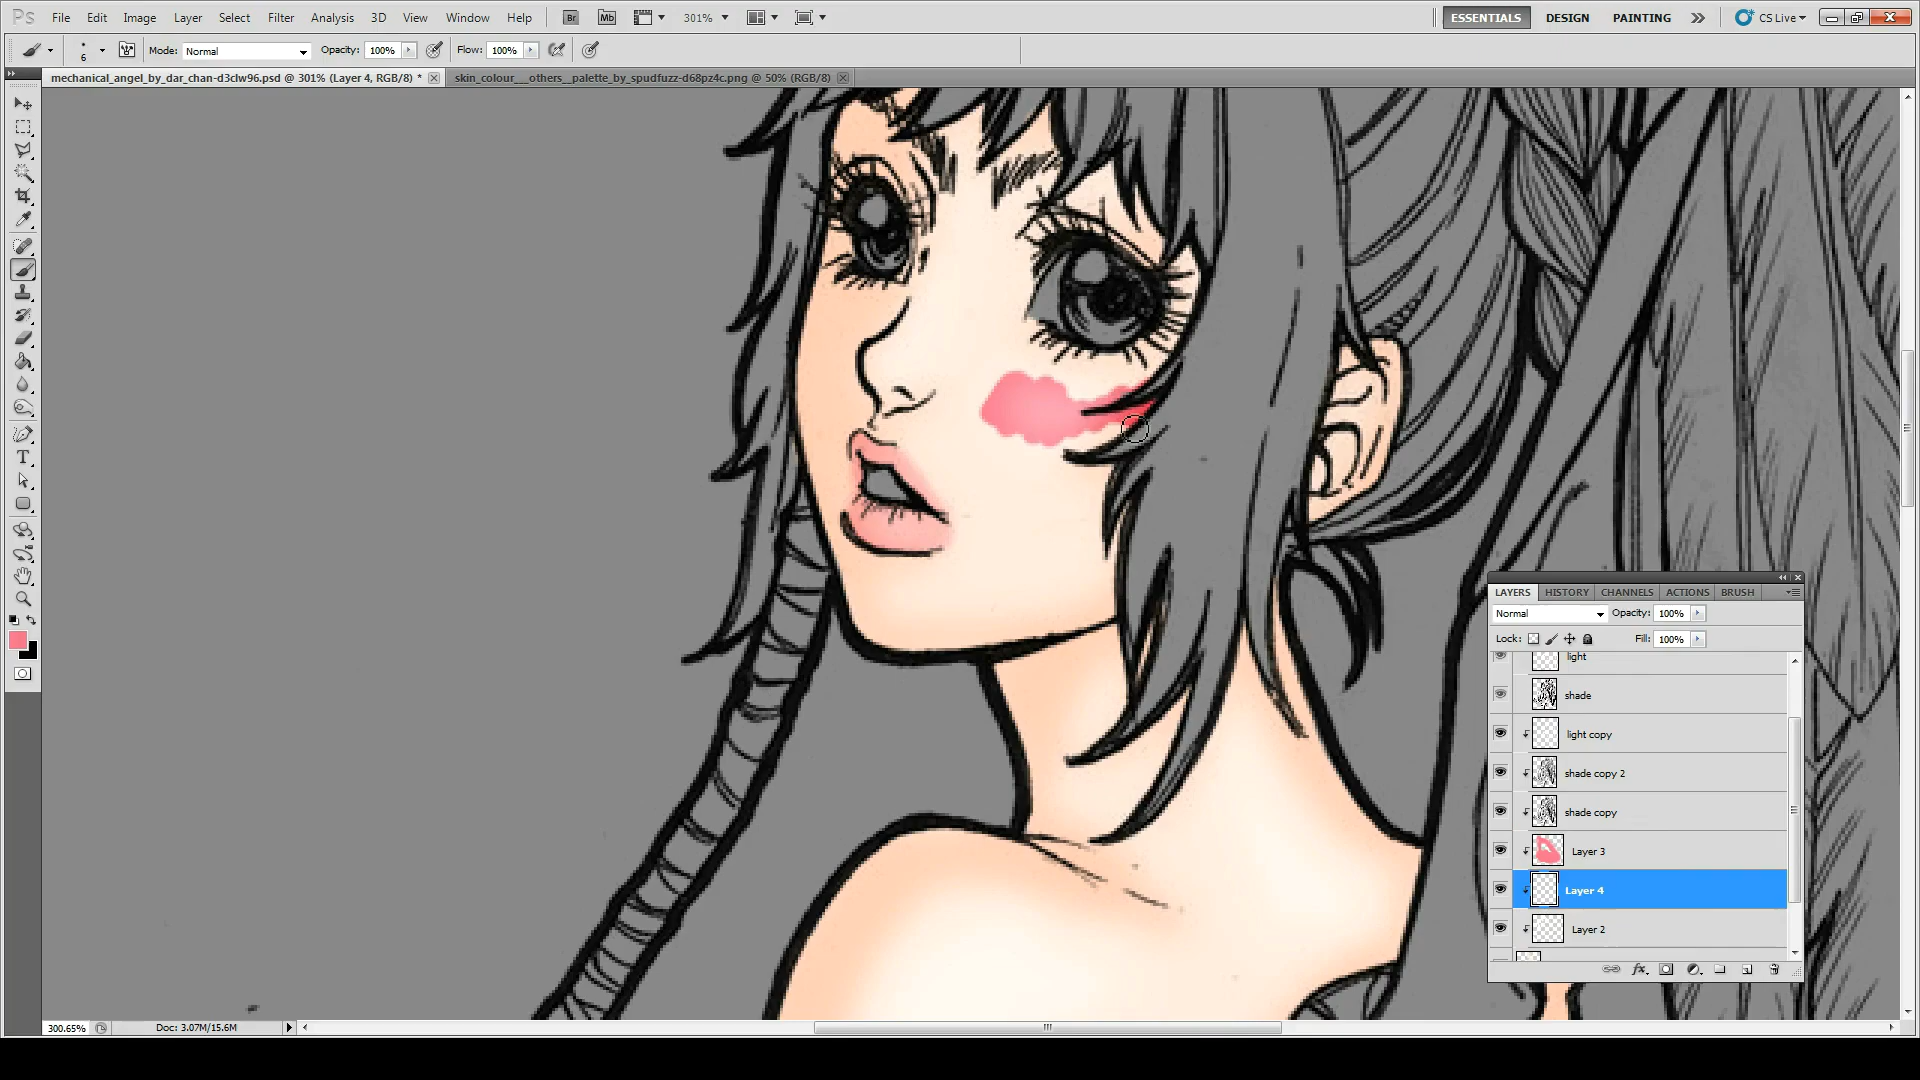 Ps File Edit Image Layer Select Filter Analysis 3D View Window Help Br Mb 301% ESSENTIALS DESIGN PAINTING CS Live
6 Mode: Normal Opacity: 100% Flow: 100%
mechanical_angel_by_dar_chan-d3clw96.psd @ 301% (Layer 4, RGB/8) * skin_colour___others__palette_by_spudfuzz-d68pz4c.png @ 50% (RGB/8)
LAYERS HISTORY CHANNELS ACTIONS BRUSH
Normal Opacity: 100%
Lock: Fill: 100%
light
shade
light copy
shade copy 2
shade copy
Layer 3
Layer 4
Layer 2
300.65% Doc: 3.07M/15.6M